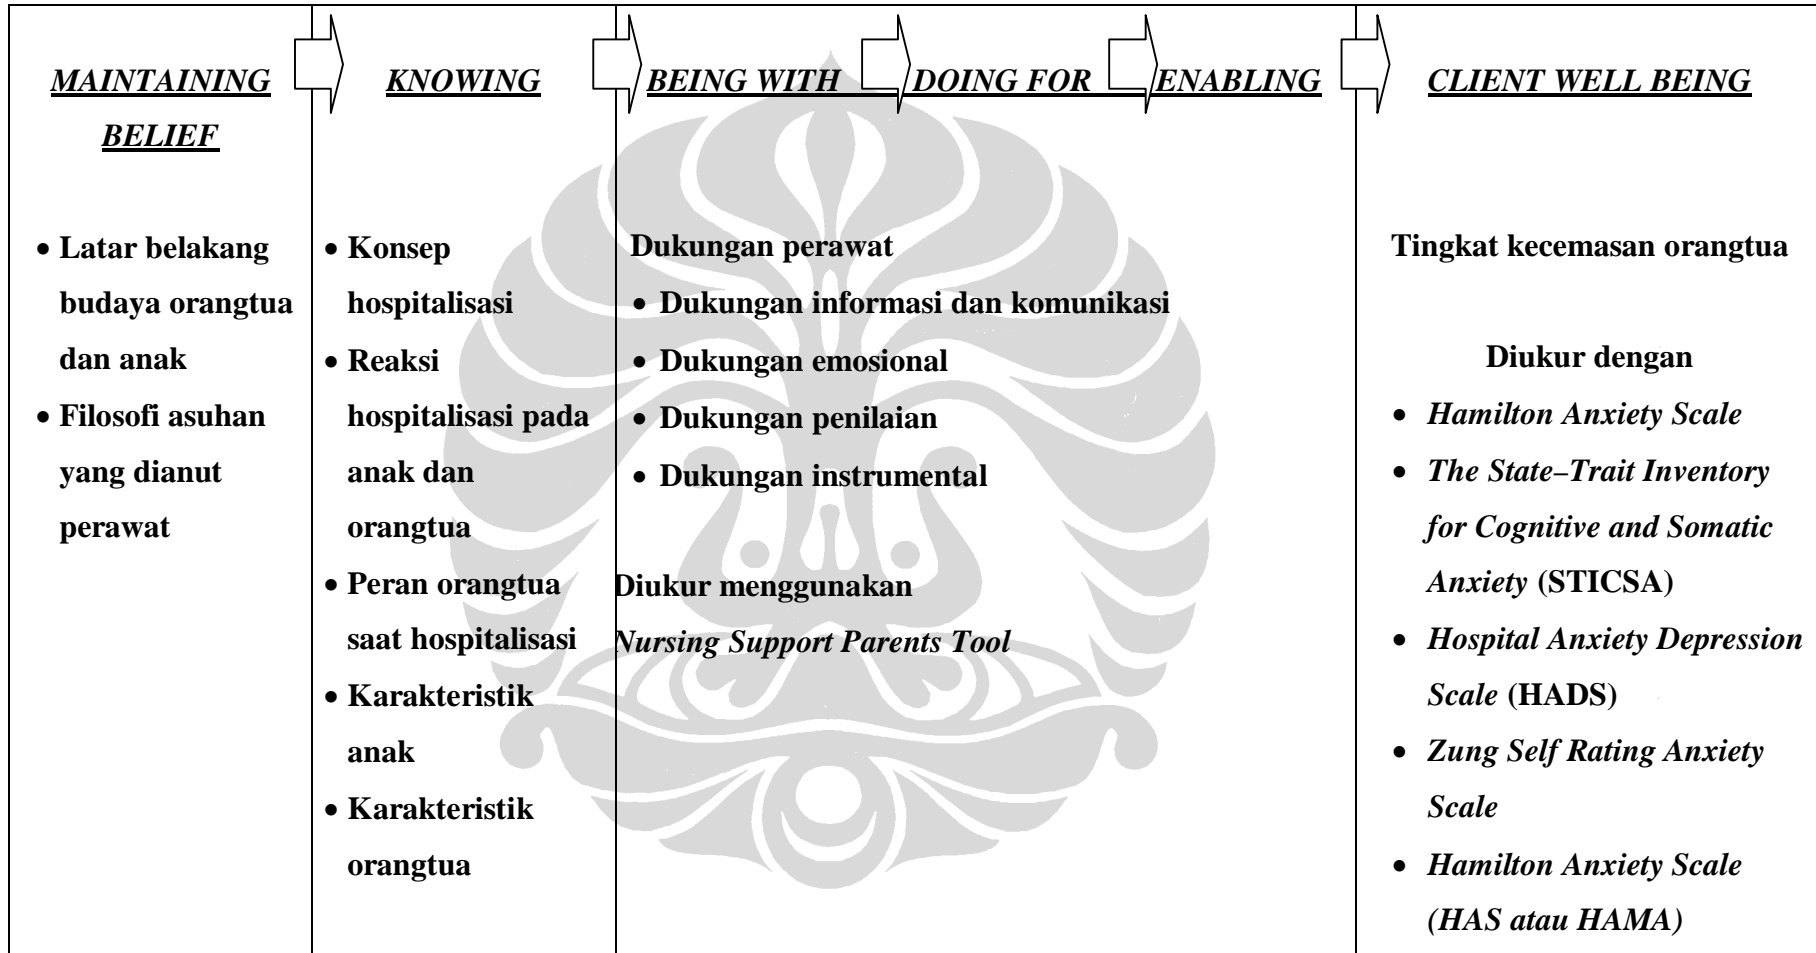 MAINTAINING
BELIEF
• Latar belakang
budaya orangtua
dan anak
• Filosofi asuhan
yang dianut
perawat
KNOWING
• Konsep
hospitalisasi
• Reaksi
hospitalisasi pada
anak dan
orangtua
• Peran orangtua
saat hospitalisasi
• Karakteristik
anak
• Karakteristik
orangtua
BEING WITH DOING FOR ENABLING
Dukungan perawat
• Dukungan informasi dan komunikasi
• Dukungan emosional
• Dukungan penilaian
• Dukungan instrumental
Diukur menggunakan
Nursing Support Parents Tool
CLIENT WELL BEING
Tingkat kecemasan orangtua
Diukur dengan
• Hamilton Anxiety Scale
• The State–Trait Inventory
for Cognitive and Somatic
Anxiety (STICSA)
• Hospital Anxiety Depression
Scale (HADS)
• Zung Self Rating Anxiety
Scale
• Hamilton Anxiety Scale
(HAS atau HAMA)